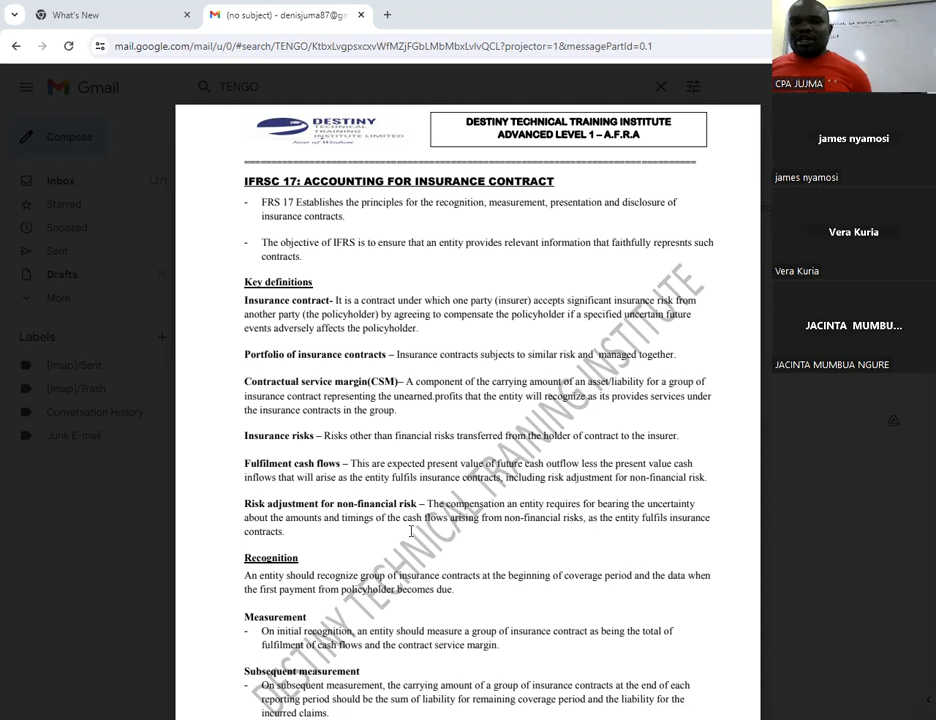 What's New
(no subject) - denisjuma87@gm
mail.google.com/mail/u/0/#search/TENGO/KtbxLvgpsxcxvWfMZjFGbLMbMbxLvlvQCL?projector=1&messagePartId=0.1
Gmail
TENGO
Compose
Inbox 7,271
Starred
Snoozed
Sent
Drafts 76
More
Labels
[Imap]/Sent
[Imap]/Trash
Conversation History
Junk E-mail
DESTINY
TECHNICAL
TRAINING
INSTITUTE LIMITED
DESTINY TECHNICAL TRAINING INSTITUTE
ADVANCED LEVEL 1 – A.F.R.A
IFRSC 17: ACCOUNTING FOR INSURANCE CONTRACT
- FRS 17 Establishes the principles for the recognition, measurement, presentation and disclosure of
insurance contracts.
- The objective of IFRS is to ensure that an entity provides relevant information that faithfully represnts such
contracts.
Key definitions
Insurance contract- It is a contract under which one party (insurer) accepts significant insurance risk from
another party (the policyholder) by agreeing to compensate the policyholder if a specified uncertain future
events adversely affects the policyholder.
Portfolio of insurance contracts – Insurance contracts subjects to similar risk and managed together.
Contractual service margin(CSM)– A component of the carrying amount of an asset/liability for a group of
insurance contract representing the unearned.profits that the entity will recognize as its provides services under
the insurance contracts in the group.
Insurance risks – Risks other than financial risks transferred from the holder of contract to the insurer.
Fulfilment cash flows – This are expected present value of future cash outflow less the present value cash
inflows that will arise as the entity fulfils insurance contracts, including risk adjustment for non-financial risk.
Risk adjustment for non-financial risk – The compensation an entity requires for bearing the uncertainty
about the amounts and timings of the cash flows arising from non-financial risks, as the entity fulfils insurance
contracts.
Recognition
An entity should recognize group of insurance contracts at the beginning of coverage period and the data when
the first payment from policyholder becomes due.
Measurement
- On initial recognition, an entity should measure a group of insurance contract as being the total of
fulfilment of cash flows and the contract service margin.
Subsequent measurement
- On subsequent measurement, the carrying amount of a group of insurance contracts at the end of each
reporting period should be the sum of liability for remaining coverage period and the liability for the
incurred claims.
DESTINY TECHNICAL TRAINING INSTITUTE
CPA JUJMA
james nyamosi
james nyamosi
Vera Kuria
Vera Kuria
JACINTA MUMBU...
JACINTA MUMBUA NGURE